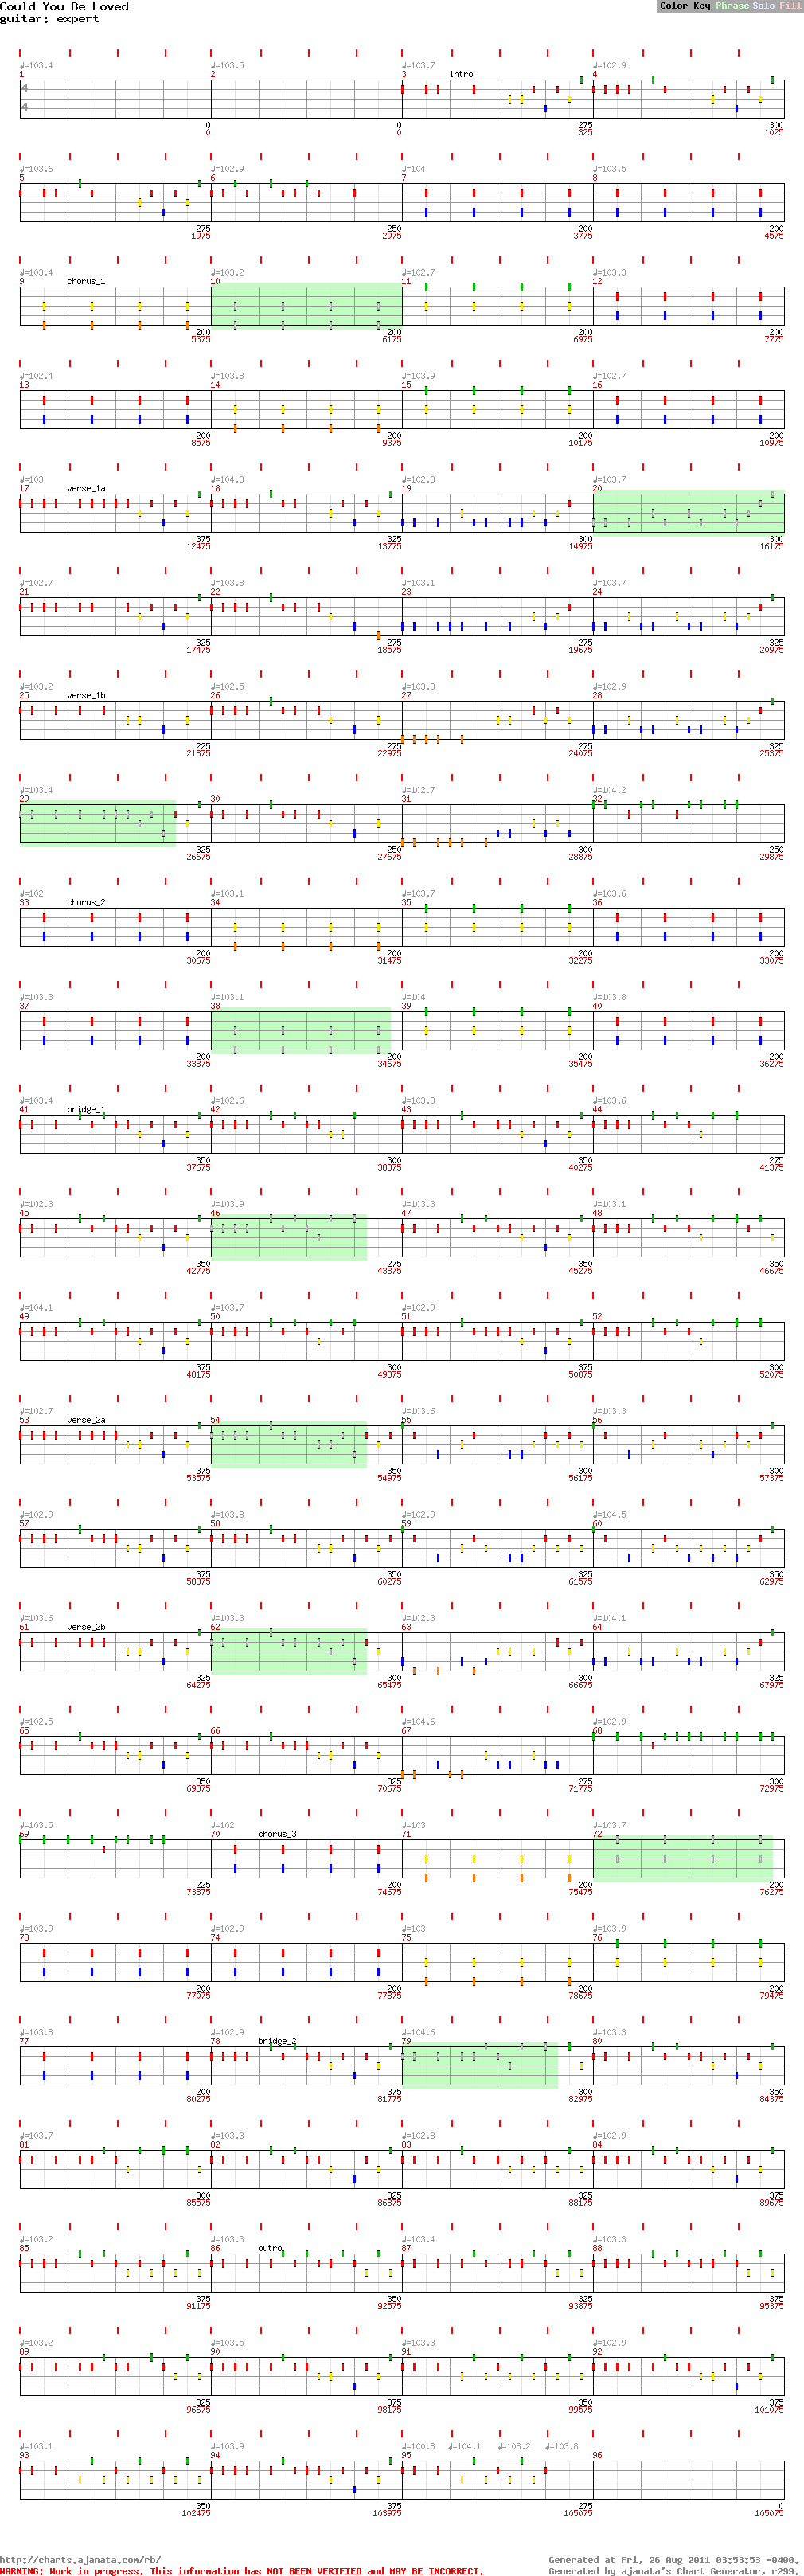 Could You Be Loved
guitar: expert
Color Key Phrase Solo Fill
♩=103.4 ♩=103.5 ♩=103.7 ♩=102.9
1 2 3 intro 4
4
4
0 0 275 300
0 0 325 1025
♩=103.6 ♩=102.9 ♩=104 ♩=103.5
5 6 7 8
275 250 200 200
1975 2975 3775 4575
♩=103.4 ♩=103.2 ♩=102.7 ♩=103.3
9 chorus_1 10 11 12
200 200 200 200
5375 6175 6975 7775
♩=102.4 ♩=103.8 ♩=103.9 ♩=102.7
13 14 15 16
200 200 200 200
8575 9375 10175 10975
♩=103 ♩=104.3 ♩=102.8 ♩=103.7
17 verse_1a 18 19 20
375 325 300 300
12475 13775 14975 16175
♩=102.7 ♩=103.8 ♩=103.1 ♩=103.7
21 22 23 24
325 275 275 325
17475 18575 19675 20975
♩=103.2 ♩=102.5 ♩=103.8 ♩=102.9
25 verse_1b 26 27 28
225 275 275 325
21875 22975 24075 25375
♩=103.4 ♩=102.7 ♩=104.2
29 30 31 32
325 250 300 250
26675 27675 28875 29875
♩=102 ♩=103.1 ♩=103.7 ♩=103.6
33 chorus_2 34 35 36
200 200 200 200
30675 31475 32275 33075
♩=103.3 ♩=103.1 ♩=104 ♩=103.8
37 38 39 40
200 200 200 200
33875 34675 35475 36275
♩=103.4 ♩=102.6 ♩=103.8 ♩=103.6
41 bridge_1 42 43 44
350 300 350 275
37675 38875 40275 41375
♩=102.3 ♩=103.9 ♩=103.3 ♩=103.1
45 46 47 48
350 275 350 350
42775 43875 45275 46675
♩=104.1 ♩=103.7 ♩=102.9
49 50 51 52
375 300 375 300
48175 49375 50875 52075
♩=102.7 ♩=103.6 ♩=103.3
53 verse_2a 54 55 56
375 350 300 300
53575 54975 56175 57375
♩=102.9 ♩=103.8 ♩=102.9 ♩=104.5
57 58 59 60
375 350 325 350
58875 60275 61575 62975
♩=103.6 ♩=103.3 ♩=102.3 ♩=104.1
61 verse_2b 62 63 64
325 300 300 325
64275 65475 66675 67975
♩=102.5 ♩=104.6 ♩=102.9
65 66 67 68
350 325 275 300
69375 70675 71775 72975
♩=103.5 ♩=102 ♩=103 ♩=103.7
69 70 chorus_3 71 72
225 200 200 200
73875 74675 75475 76275
♩=103.9 ♩=102.9 ♩=103 ♩=103.9
73 74 75 76
200 200 200 200
77075 77875 78675 79475
♩=103.8 ♩=102.9 ♩=104.6 ♩=103.3
77 78 bridge_2 79 80
200 375 300 350
80275 81775 82975 84375
♩=103.7 ♩=103.3 ♩=102.8 ♩=102.9
81 82 83 84
300 325 325 375
85575 86875 88175 89675
♩=103.2 ♩=103.3 ♩=103.4 ♩=103.3
85 86 outro 87 88
375 350 325 375
91175 92575 93875 95375
♩=103.2 ♩=103.5 ♩=103.3 ♩=102.9
89 90 91 92
325 375 350 375
96675 98175 99575 101075
♩=103.1 ♩=103.9 ♩=100.8 ♩=104.1 ♩=108.2 ♩=103.8
93 94 95 96
350 375 275 0
102475 103975 105075 105075
http://charts.ajanata.com/rb/ Generated at Fri, 26 Aug 2011 03:53:53 -0400.
WARNING: Work in progress. This information has NOT BEEN VERIFIED and MAY BE INCORRECT. Generated by ajanata's Chart Generator, r299.